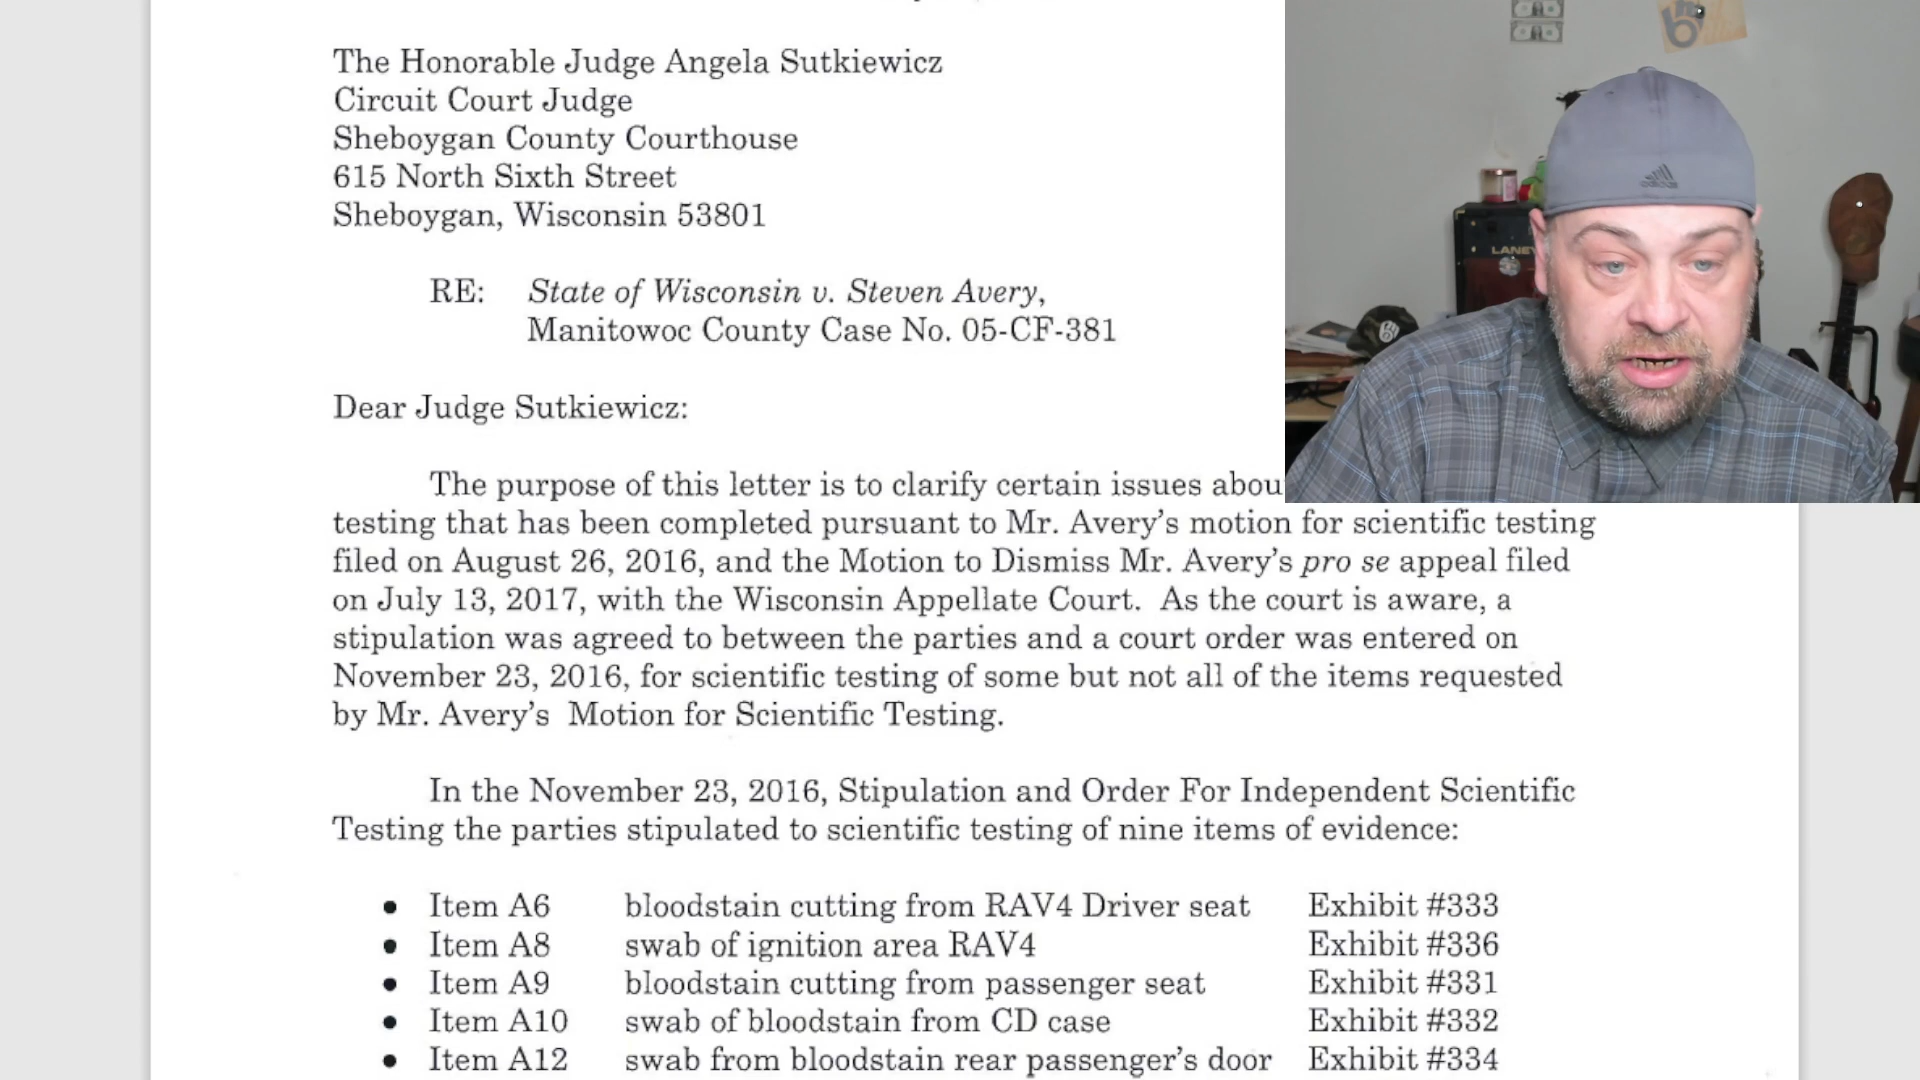 The Honorable Judge Angela Sutkiewicz
Circuit Court Judge
Sheboygan County Courthouse
615 North Sixth Street
Sheboygan, Wisconsin 53801
RE: State of Wisconsin v. Steven Avery,
Manitowoc County Case No. 05-CF-381
Dear Judge Sutkiewicz:
The purpose of this letter is to clarify certain issues
testing that has been completed pursuant to Mr. Avery's motion for scientific testing
filed on August 26, 2016, and the Motion to Dismiss Mr. Avery's pro se appeal filed
on July 13, 2017, with the Wisconsin Appellate Court. As the court is aware, a
stipulation was agreed to between the parties and a court order was entered on
November 23, 2016, for scientific testing of some but not all of the items requested
by Mr. Avery's Motion for Scientific Testing.
In the November 23, 2016, Stipulation and Order For Independent Scientific
Testing the parties stipulated to scientific testing of nine items of evidence:
• Item A6 bloodstain cutting from RAV4 Driver seat Exhibit #333
• Item A8 swab of ignition area RAV4 Exhibit #336
• Item A9 bloodstain cutting from passenger seat Exhibit #331
• Item A10 swab of bloodstain from CD case Exhibit #332
• Item A12 swab from bloodstain rear passenger's door Exhibit #334
LANEY
adidas